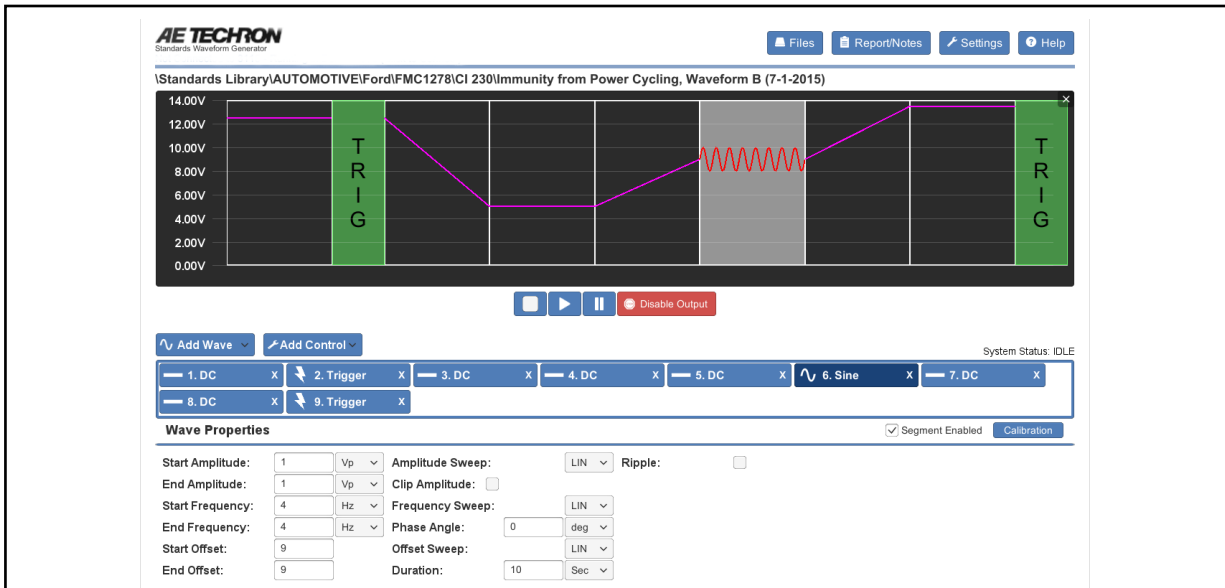 AE TECHRON
Standards Waveform Generator
Files Report/Notes Settings Help
\Standards Library\AUTOMOTIVE\Ford\FMC1278\CI 230\Immunity from Power Cycling, Waveform B (7-1-2015)
14.00V
12.00V
10.00V
8.00V
6.00V
4.00V
2.00V
0.00V
TRIG
TRIG
Disable Output
Add Wave Add Control
System Status: IDLE
1. DC X 2. Trigger X 3. DC X 4. DC X 5. DC X 6. Sine X 7. DC X
8. DC X 9. Trigger X
Wave Properties Segment Enabled Calibration
Start Amplitude: 1 Vp Amplitude Sweep: LIN Ripple:
End Amplitude: 1 Vp Clip Amplitude:
Start Frequency: 4 Hz Frequency Sweep: LIN
End Frequency: 4 Hz Phase Angle: 0 deg
Start Offset: 9 Offset Sweep: LIN
End Offset: 9 Duration: 10 Sec